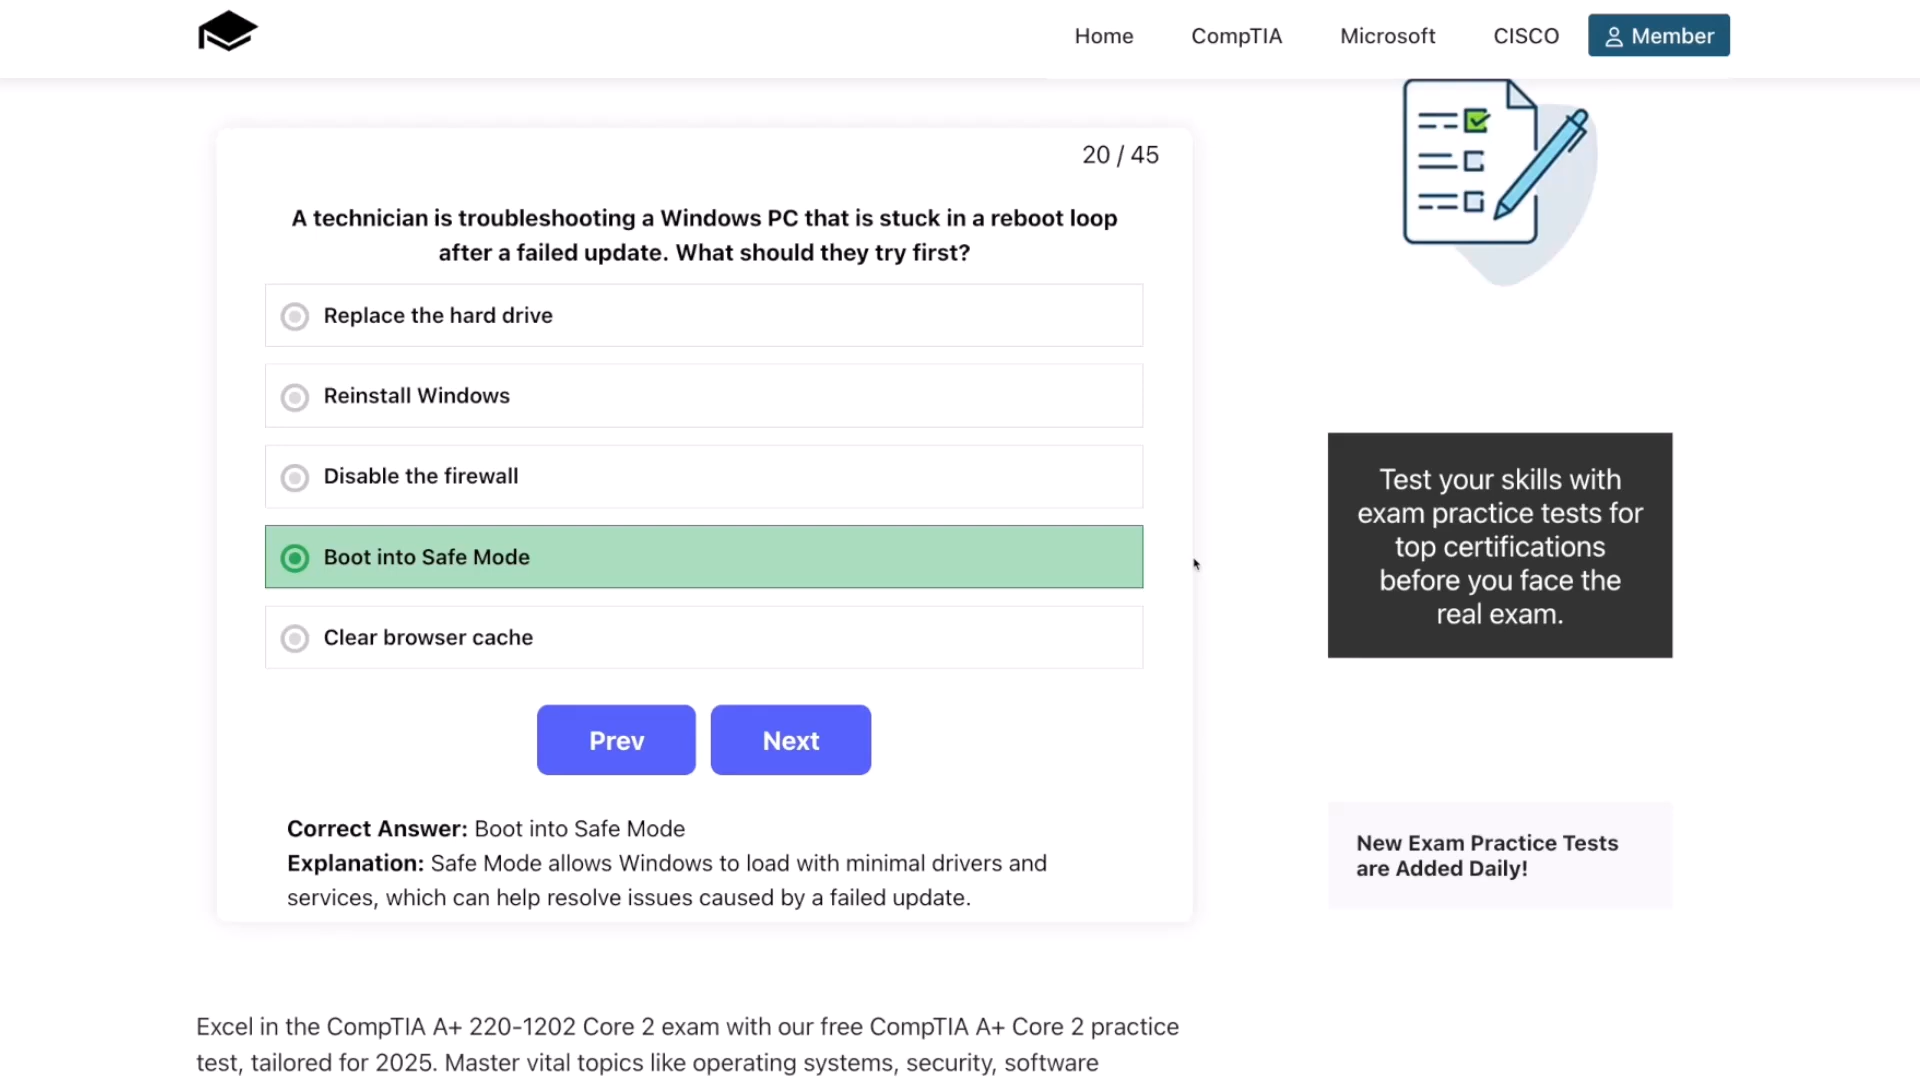 Home CompTIA Microsoft CISCO Member
20 / 45
A technician is troubleshooting a Windows PC that is stuck in a reboot loop
after a failed update. What should they try first?
Replace the hard drive
Reinstall Windows
Disable the firewall
Boot into Safe Mode
Clear browser cache
Prev Next
Correct Answer: Boot into Safe Mode
Explanation: Safe Mode allows Windows to load with minimal drivers and
services, which can help resolve issues caused by a failed update.
Test your skills with
exam practice tests for
top certifications
before you face the
real exam.
New Exam Practice Tests
are Added Daily!
Excel in the CompTIA A+ 220-1202 Core 2 exam with our free CompTIA A+ Core 2 practice
test, tailored for 2025. Master vital topics like operating systems, security, software